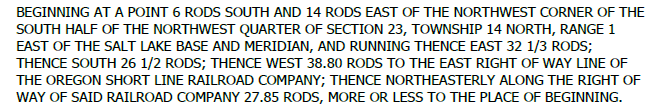 BEGINNING AT A POINT 6 RODS SOUTH AND 14 RODS EAST OF THE NORTHWEST CORNER OF THE
SOUTH HALF OF THE NORTHWEST QUARTER OF SECTION 23, TOWNSHIP 14 NORTH, RANGE 1
EAST OF THE SALT LAKE BASE AND MERIDIAN, AND RUNNING THENCE EAST 32 1/3 RODS;
THENCE SOUTH 26 1/2 RODS; THENCE WEST 38.80 RODS TO THE EAST RIGHT OF WAY LINE OF
THE OREGON SHORT LINE RAILROAD COMPANY; THENCE NORTHEASTERLY ALONG THE RIGHT OF
WAY OF SAID RAILROAD COMPANY 27.85 RODS, MORE OR LESS TO THE PLACE OF BEGINNING.